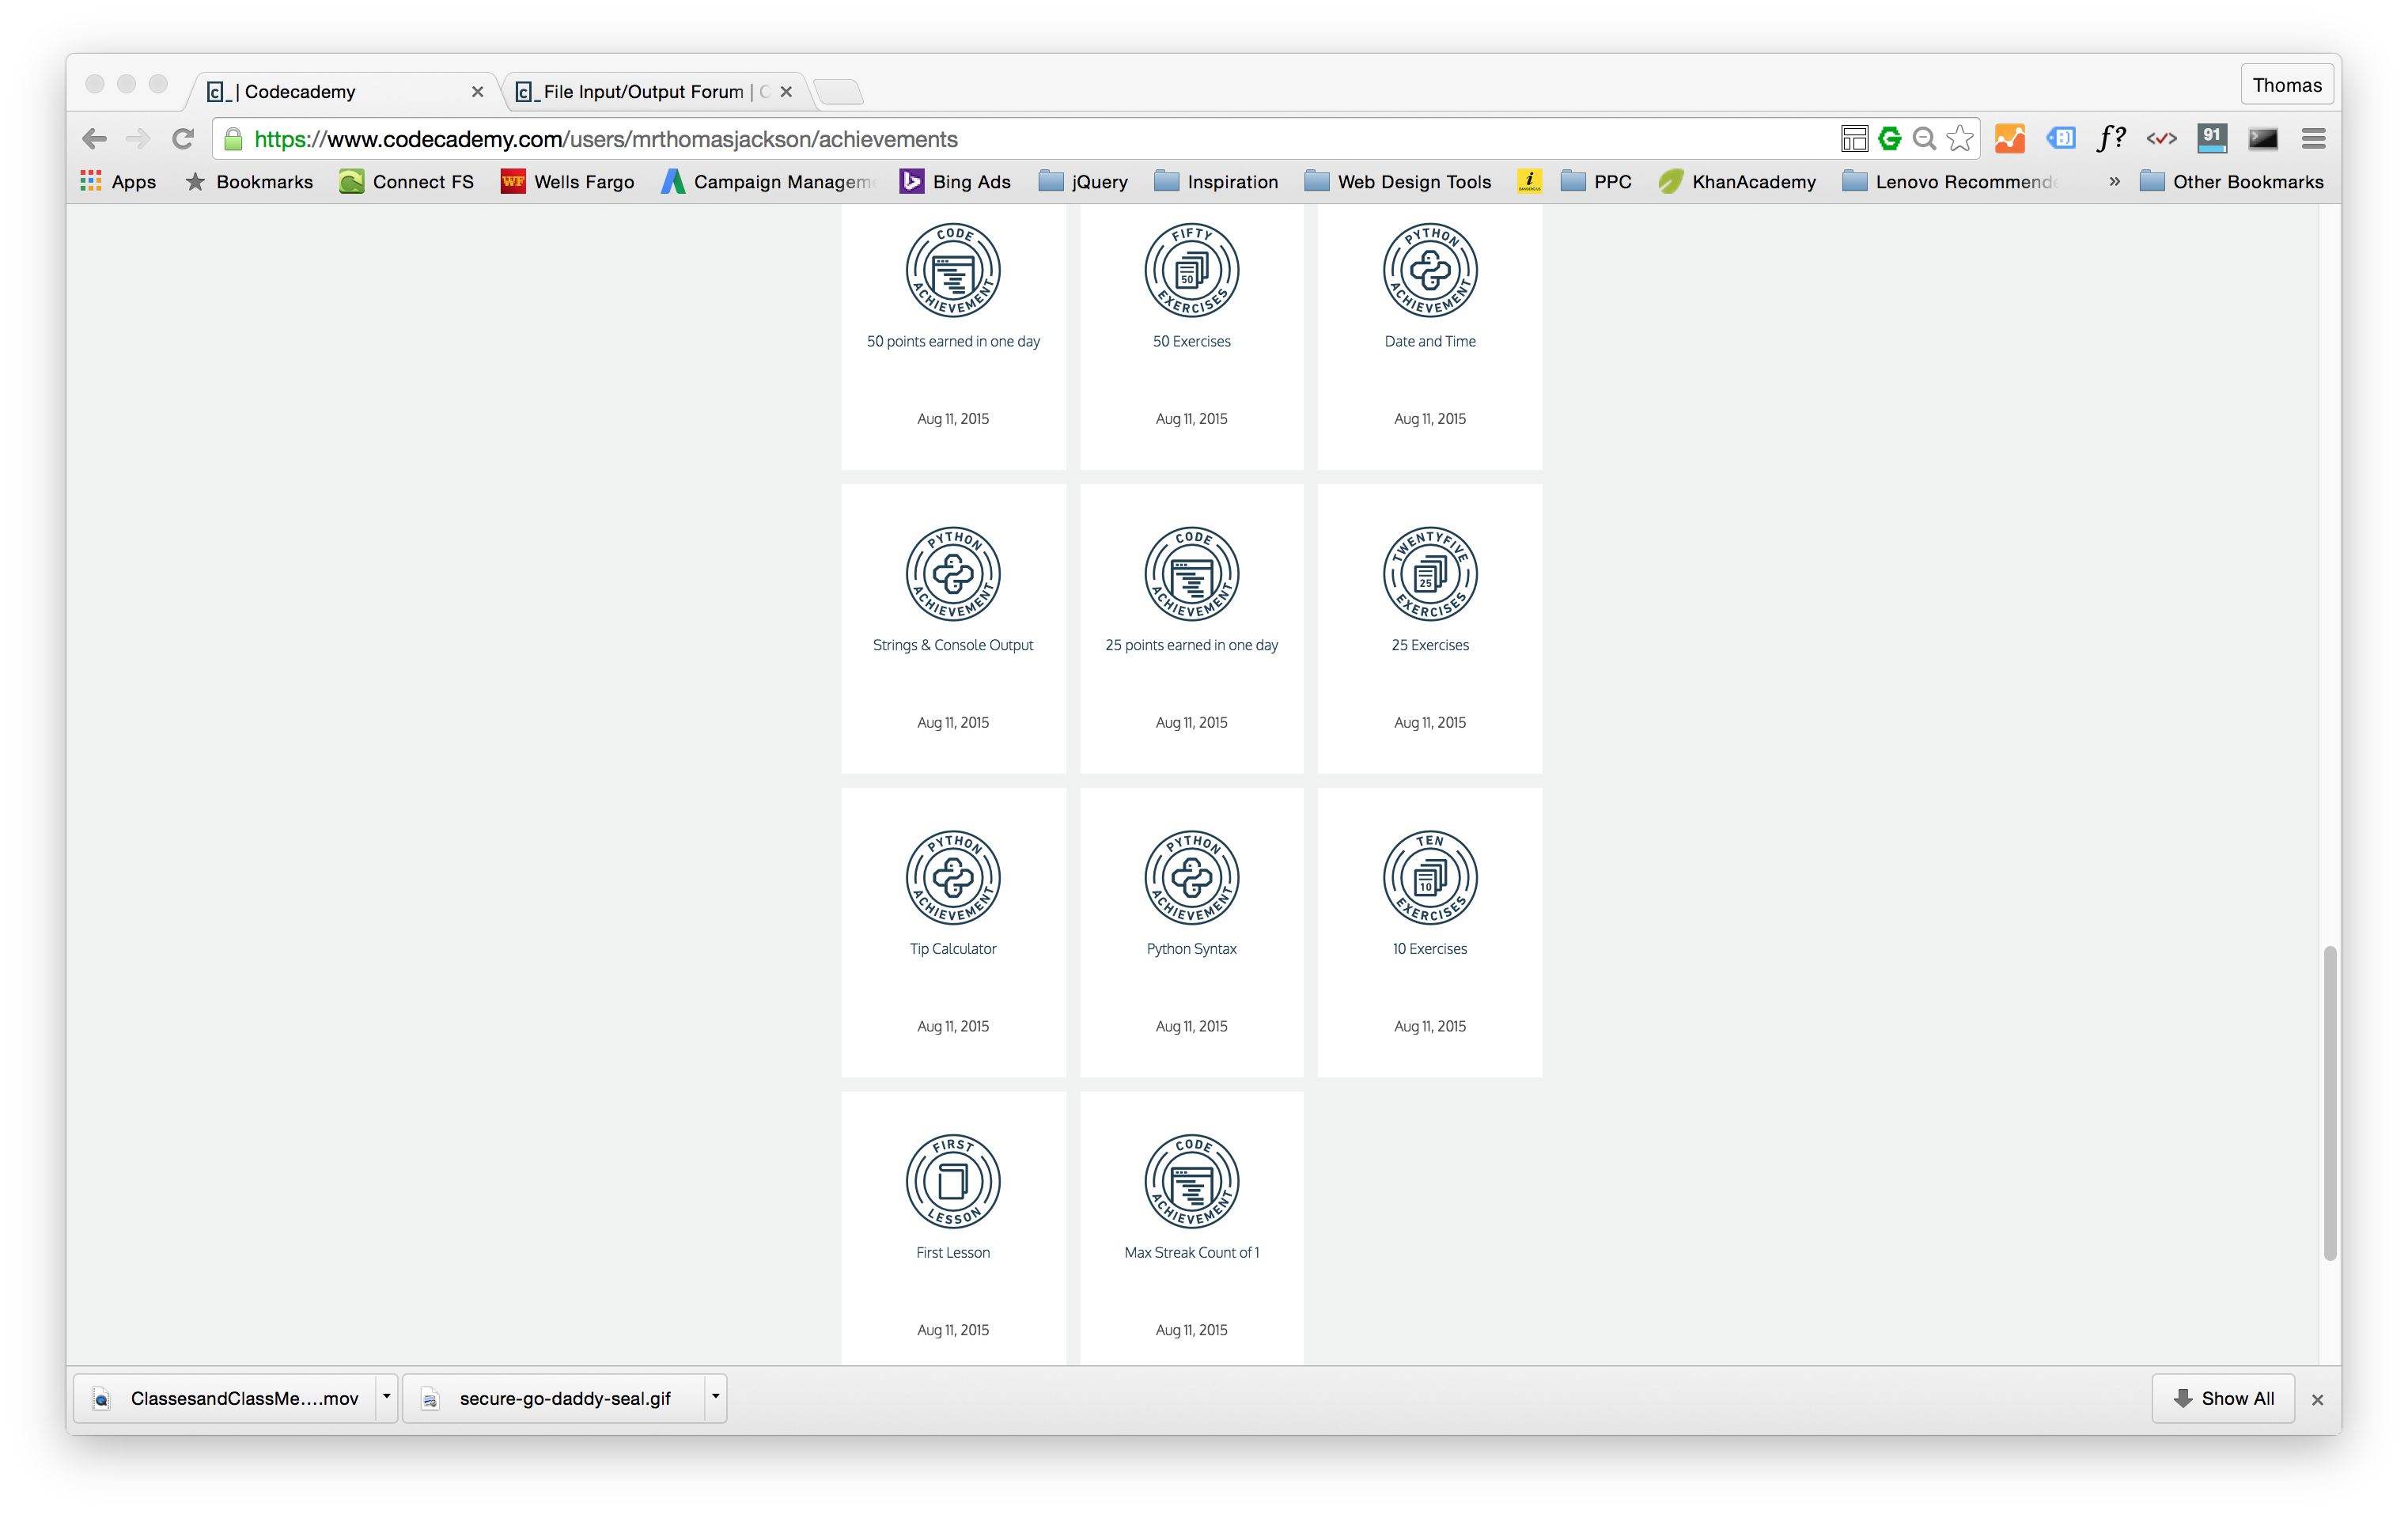 | Codecademy
File Input/Output Forum | C
Thomas
https://www.codecademy.com/users/mrthomasjackson/achievements
f?
91
Apps
Bookmarks
Connect FS
WF Wells Fargo
Campaign Managem
Bing Ads
jQuery
Inspiration
Web Design Tools
i
PPC
KhanAcademy
Lenovo Recommend
»
Other Bookmarks
CODE ACHIEVEMENT
FIFTY 50 EXERCISES
PYTHON ACHIEVEMENT
50 points earned in one day
50 Exercises
Date and Time
Aug 11, 2015
Aug 11, 2015
Aug 11, 2015
PYTHON ACHIEVEMENT
CODE ACHIEVEMENT
TWENTYFIVE 25 EXERCISES
Strings & Console Output
25 points earned in one day
25 Exercises
Aug 11, 2015
Aug 11, 2015
Aug 11, 2015
PYTHON ACHIEVEMENT
PYTHON ACHIEVEMENT
TEN 10 EXERCISES
Tip Calculator
Python Syntax
10 Exercises
Aug 11, 2015
Aug 11, 2015
Aug 11, 2015
FIRST LESSON
CODE ACHIEVEMENT
First Lesson
Max Streak Count of 1
Aug 11, 2015
Aug 11, 2015
ClassesandClassMe....mov
secure-go-daddy-seal.gif
Show All